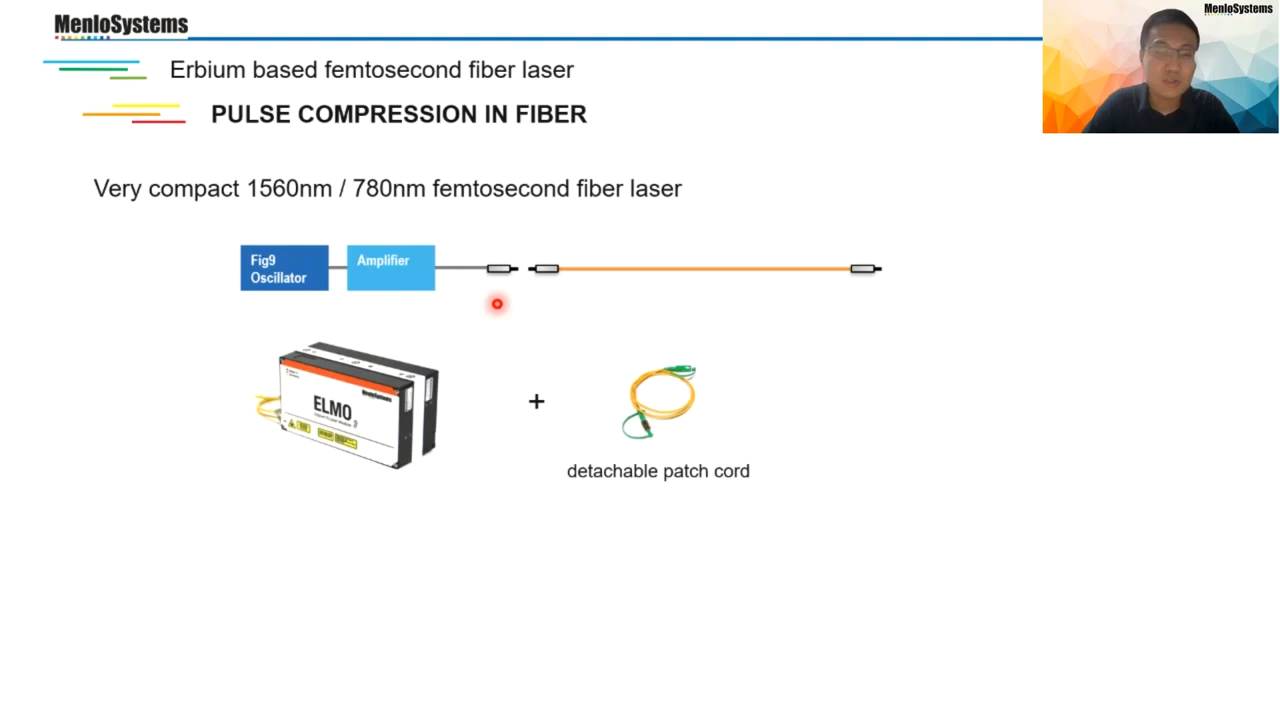 MenloSystems
MenloSystems
Erbium based femtosecond fiber laser
PULSE COMPRESSION IN FIBER
Very compact 1560nm / 780nm femtosecond fiber laser
Fig9
Oscillator
Amplifier
MenloSystems
ELMO
+
detachable patch cord